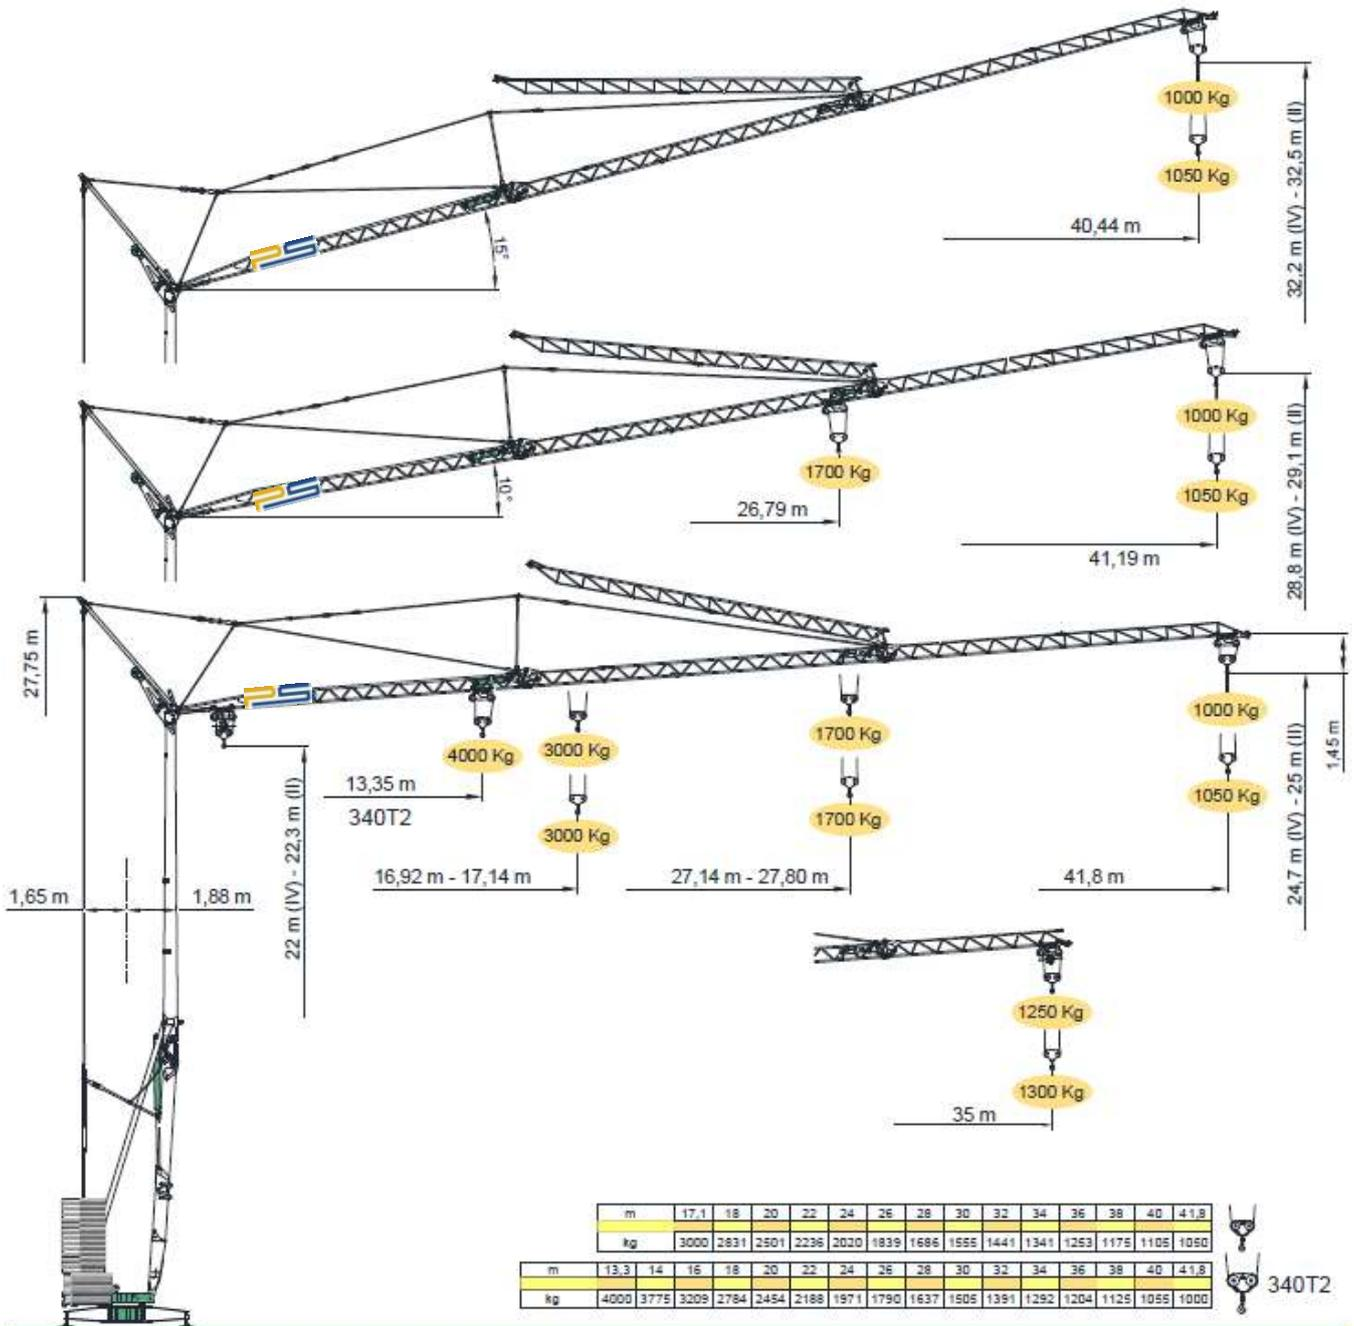 1000 Kg
1050 Kg
40,44 m
32,2 m (IV) - 32,5 m (II)
PS
15°
1000 Kg
1700 Kg
1050 Kg
26,79 m
41,19 m
28,8 m (IV) - 29,1 m (II)
PS
10°
27,75 m
PS
1000 Kg
1700 Kg
4000 Kg
3000 Kg
1,45 m
13,35 m
340T2
1050 Kg
1700 Kg
3000 Kg
16,92 m - 17,14 m
27,14 m - 27,80 m
41,8 m
24,7 m (IV) - 25 m (II)
1,65 m
1,88 m
22 m (IV) - 22,3 m (II)
1250 Kg
1300 Kg
35 m
m 17,1 18 20 22 24 26 28 30 32 34 36 38 40 41,8
kg 3000 2831 2501 2236 2020 1839 1686 1555 1441 1341 1253 1175 1105 1050
m 13,3 14 16 18 20 22 24 26 28 30 32 34 36 38 40 41,8
kg 4000 3775 3209 2784 2454 2188 1971 1790 1637 1505 1391 1292 1204 1125 1055 1000
340T2